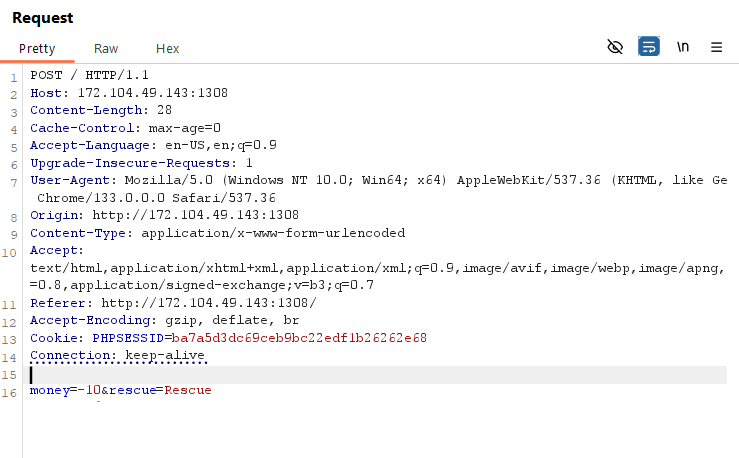 Request
Pretty Raw Hex
\n
1 POST / HTTP/1.1
2 Host: 172.104.49.143:1308
3 Content-Length: 28
4 Cache-Control: max-age=0
5 Accept-Language: en-US,en;q=0.9
6 Upgrade-Insecure-Requests: 1
7 User-Agent: Mozilla/5.0 (Windows NT 10.0; Win64; x64) AppleWebKit/537.36 (KHTML, like Ge
Chrome/133.0.0.0 Safari/537.36
8 Origin: http://172.104.49.143:1308
9 Content-Type: application/x-www-form-urlencoded
10 Accept:
text/html,application/xhtml+xml,application/xml;q=0.9,image/avif,image/webp,image/apng,
=0.8,application/signed-exchange;v=b3;q=0.7
11 Referer: http://172.104.49.143:1308/
12 Accept-Encoding: gzip, deflate, br
13 Cookie: PHPSESSID=ba7a5d3dc69ceb9bc22edf1b26262e68
14 Connection: keep-alive
15
16 money=-10&rescue=Rescue